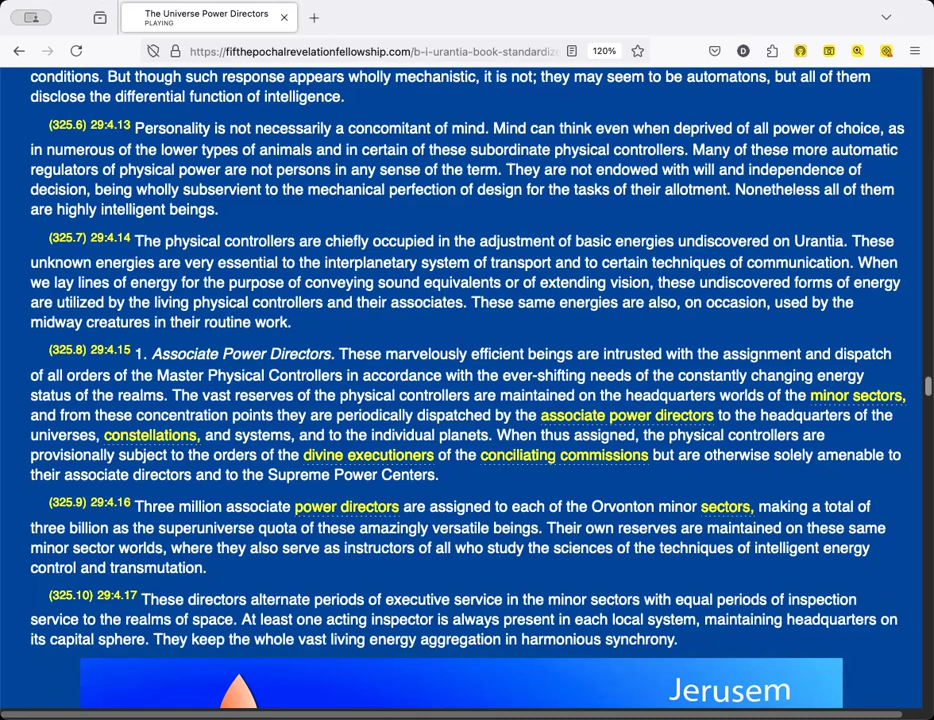 The Universe Power Directors
PLAYING
https://fifthepochalrevelationfellowship.com/b-i-urantia-book-standardiz
120%
conditions. But though such response appears wholly mechanistic, it is not; they may seem to be automatons, but all of them
disclose the differential function of intelligence.
(325.6) 29:4.13 Personality is not necessarily a concomitant of mind. Mind can think even when deprived of all power of choice, as
in numerous of the lower types of animals and in certain of these subordinate physical controllers. Many of these more automatic
regulators of physical power are not persons in any sense of the term. They are not endowed with will and independence of
decision, being wholly subservient to the mechanical perfection of design for the tasks of their allotment. Nonetheless all of them
are highly intelligent beings.
(325.7) 29:4.14 The physical controllers are chiefly occupied in the adjustment of basic energies undiscovered on Urantia. These
unknown energies are very essential to the interplanetary system of transport and to certain techniques of communication. When
we lay lines of energy for the purpose of conveying sound equivalents or of extending vision, these undiscovered forms of energy
are utilized by the living physical controllers and their associates. These same energies are also, on occasion, used by the
midway creatures in their routine work.
(325.8) 29:4.15 1. Associate Power Directors. These marvelously efficient beings are intrusted with the assignment and dispatch
of all orders of the Master Physical Controllers in accordance with the ever-shifting needs of the constantly changing energy
status of the realms. The vast reserves of the physical controllers are maintained on the headquarters worlds of the minor sectors,
and from these concentration points they are periodically dispatched by the associate power directors to the headquarters of the
universes, constellations, and systems, and to the individual planets. When thus assigned, the physical controllers are
provisionally subject to the orders of the divine executioners of the conciliating commissions but are otherwise solely amenable to
their associate directors and to the Supreme Power Centers.
(325.9) 29:4.16 Three million associate power directors are assigned to each of the Orvonton minor sectors, making a total of
three billion as the superuniverse quota of these amazingly versatile beings. Their own reserves are maintained on these same
minor sector worlds, where they also serve as instructors of all who study the sciences of the techniques of intelligent energy
control and transmutation.
(325.10) 29:4.17 These directors alternate periods of executive service in the minor sectors with equal periods of inspection
service to the realms of space. At least one acting inspector is always present in each local system, maintaining headquarters on
its capital sphere. They keep the whole vast living energy aggregation in harmonious synchrony.
Jerusem